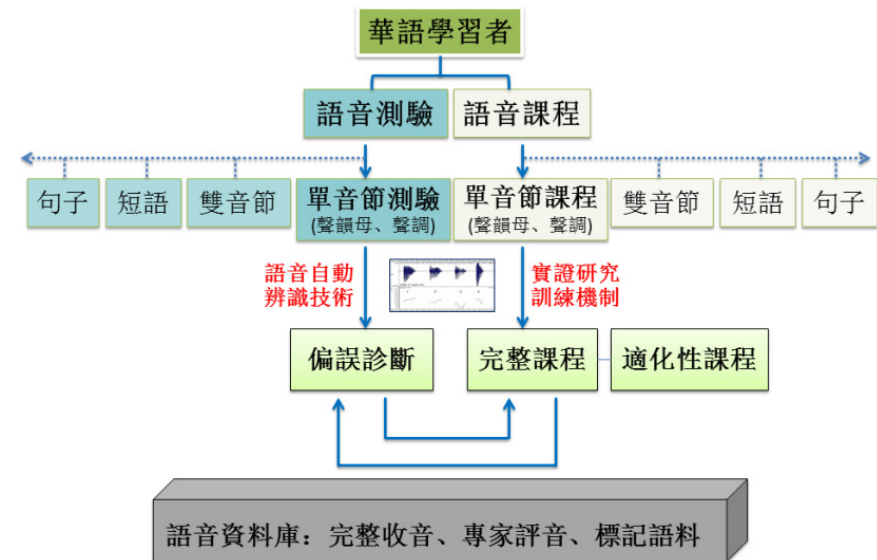 華語學習者
語音測驗
語音課程
句子
短語
雙音節
單音節測驗
(聲韻母、聲調)
單音節課程
(聲韻母、聲調)
雙音節
短語
句子
語音自動
辨識技術
實證研究
訓練機制
偏誤診斷
完整課程
適化性課程
語音資料庫：完整收音、專家評音、標記語料